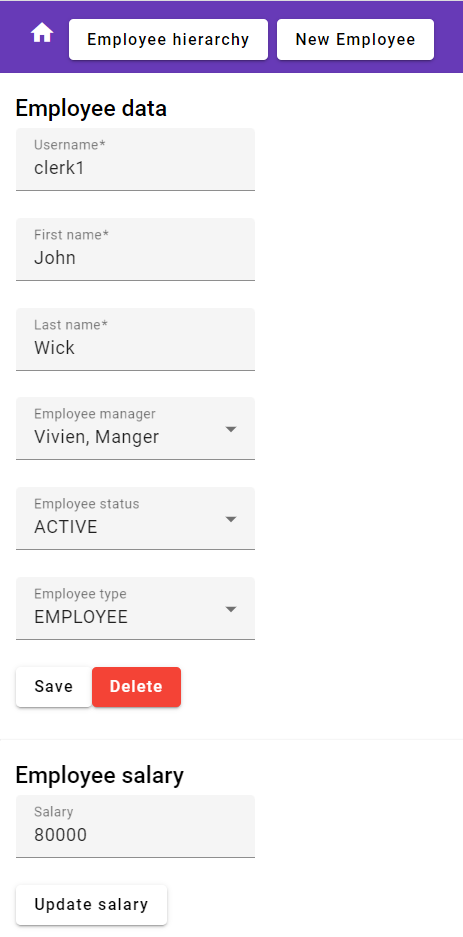 Employee hierarchy
New Employee
Employee data
Username*
clerk1
First name*
John
Last name*
Wick
Employee manager
Vivien, Manger
Employee status
ACTIVE
Employee type
EMPLOYEE
Save
Delete
Employee salary
Salary
80000
Update salary